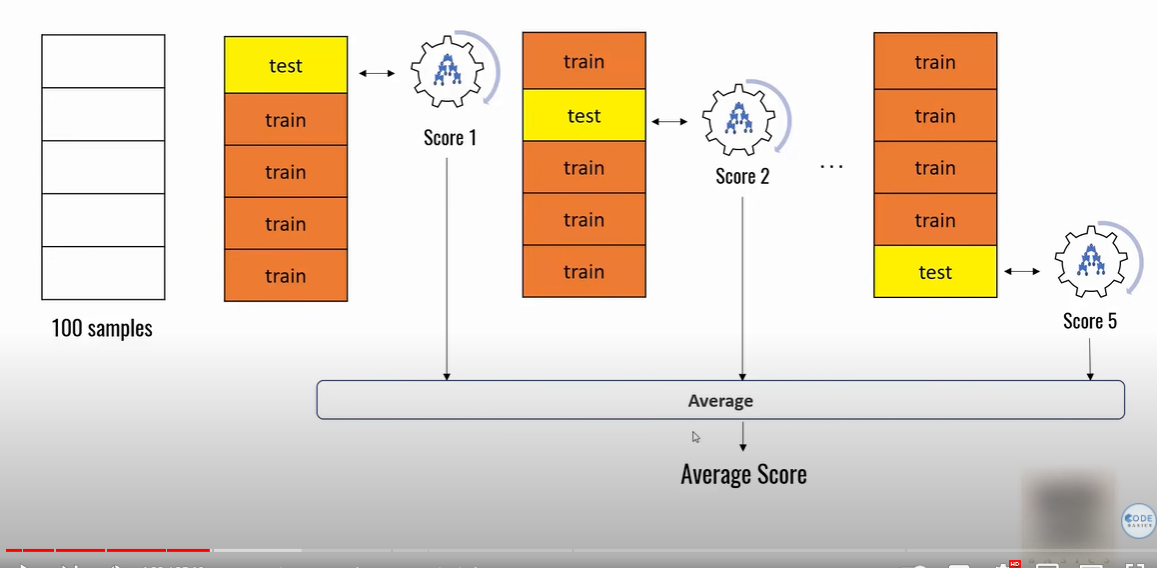 test
train
train
train
train
Score 1
train
test
train
train
train
Score 2
...
train
train
train
train
test
Score 5
100 samples
Average
Average Score
CODE
BASICS
HD